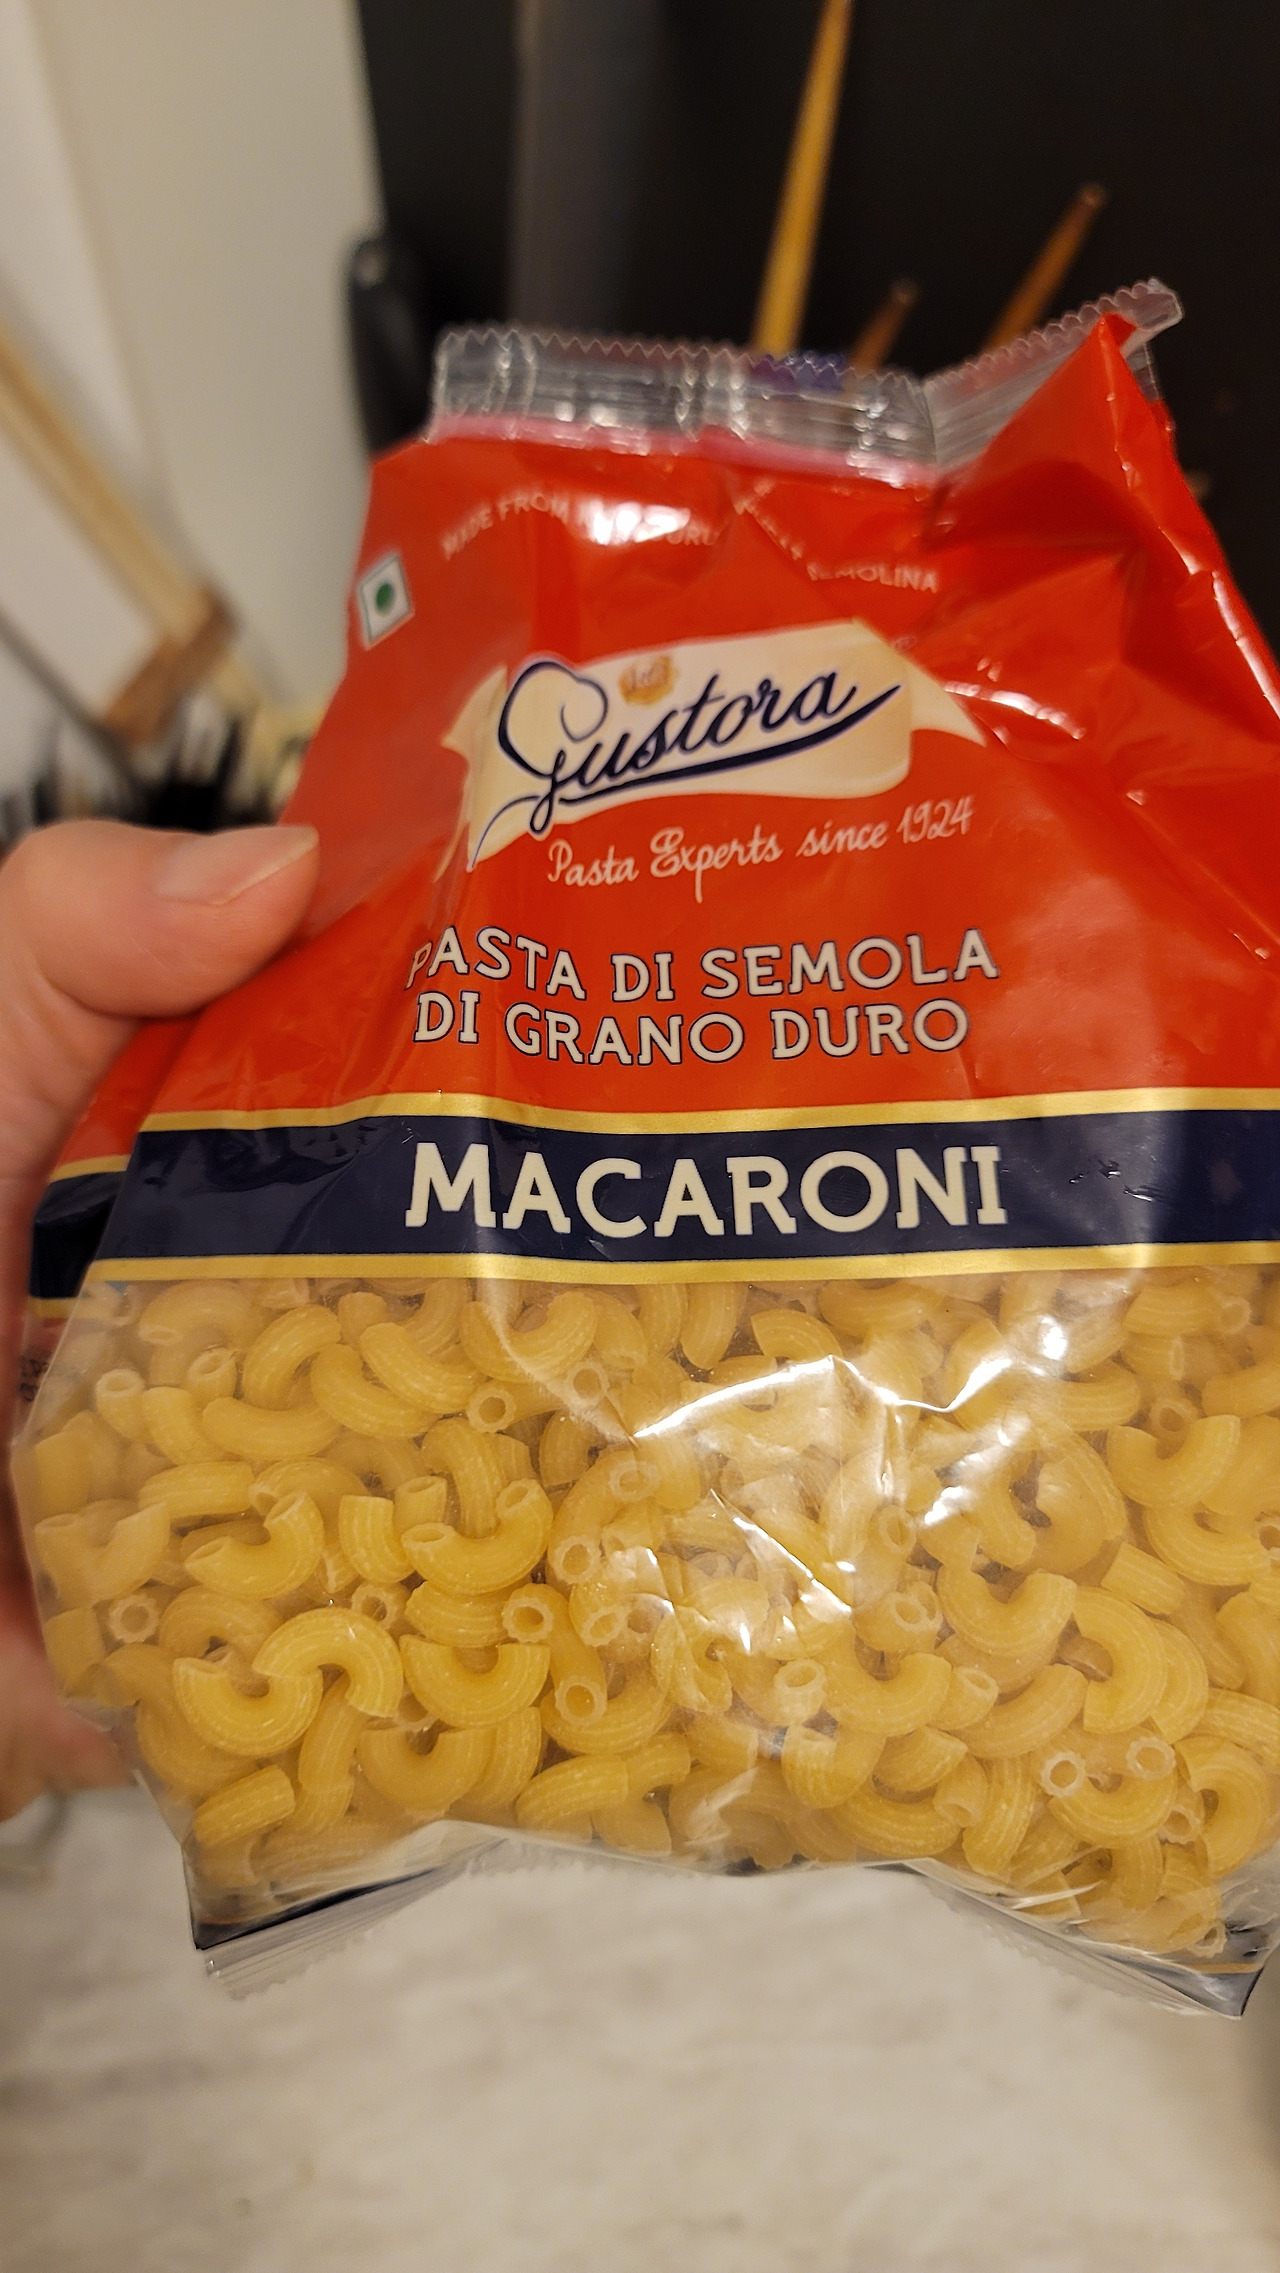 MADE FROM
SEMOLINA
Gustora
Pasta Experts since 1924
PASTA DI SEMOLA
DI GRANO DURO
MACARONI